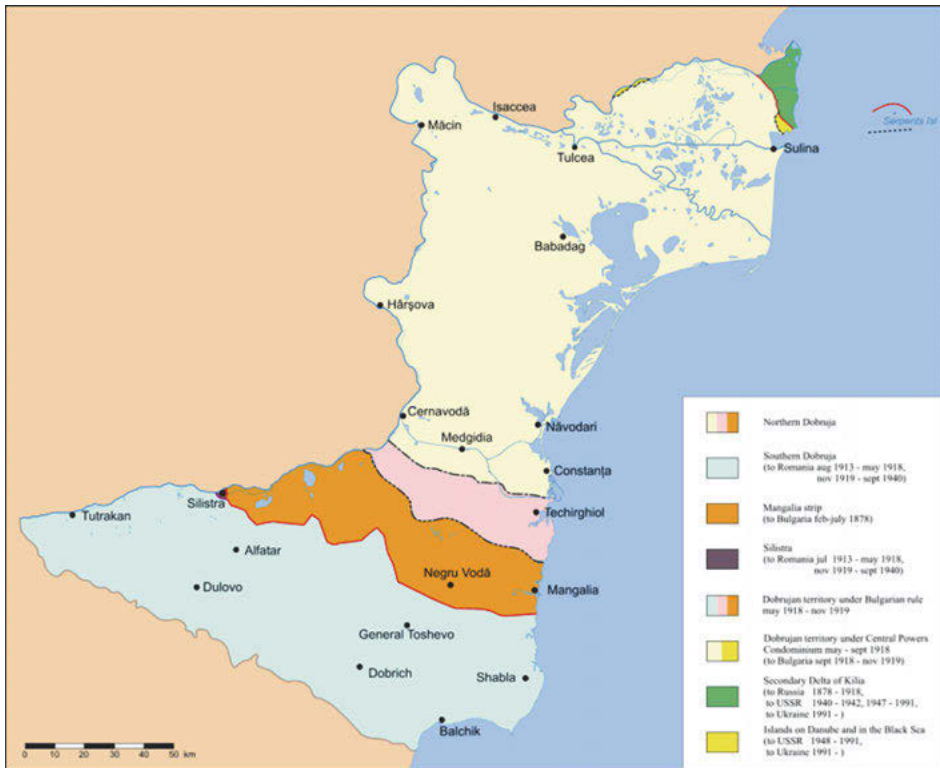 Isaccea
Măcin
Serpents Isl
Sulina
Tulcea
Babadag
Hârşova
Cernavodă
Năvodari
Medgidia
Constanţa
Silistra
Techirghiol
Tutrakan
Alfatar
Negru Vodă
Mangalia
Dulovo
General Toshevo
Dobrich
Shabla
Balchik
0 10 20 30 40 50 km
Northern Dobruja
Southern Dobruja
(to Romania aug 1913 - may 1918,
nov 1919 - sept 1940)
Mangalia strip
(to Bulgaria feb-july 1878)
Silistra
(to Romania jul 1913 - may 1918,
nov 1919 - sept 1940)
Dobrujan territory under Bulgarian rule
may 1918 - nov 1919
Dobrujan territory under Central Powers
Condominium may - sept 1918
(to Bulgaria sept 1918 - nov 1919)
Secondary Delta of Kilia
(to Russia 1878 - 1918,
to USSR 1940 - 1942, 1947 - 1991,
to Ukraine 1991 - )
Islands on Danube and in the Black Sea
(to USSR 1948 - 1991,
to Ukraine 1991 - )